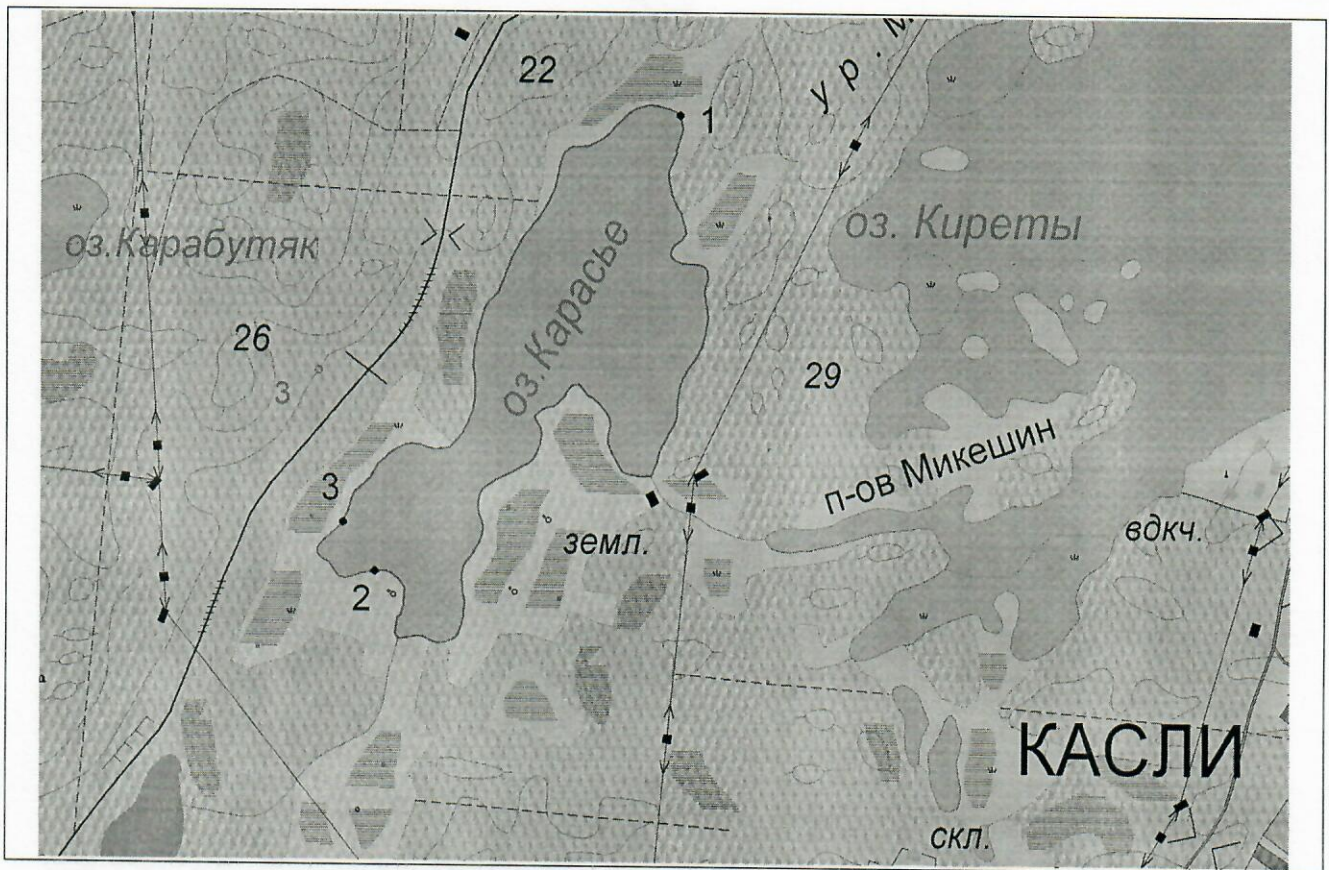 22
ур. М
1
оз. Киреты
оз.Карабутяк
оз.Карасье
26
3
29
п-ов Микешин
3
земл.
вдкч.
2
КАСЛИ
скл.